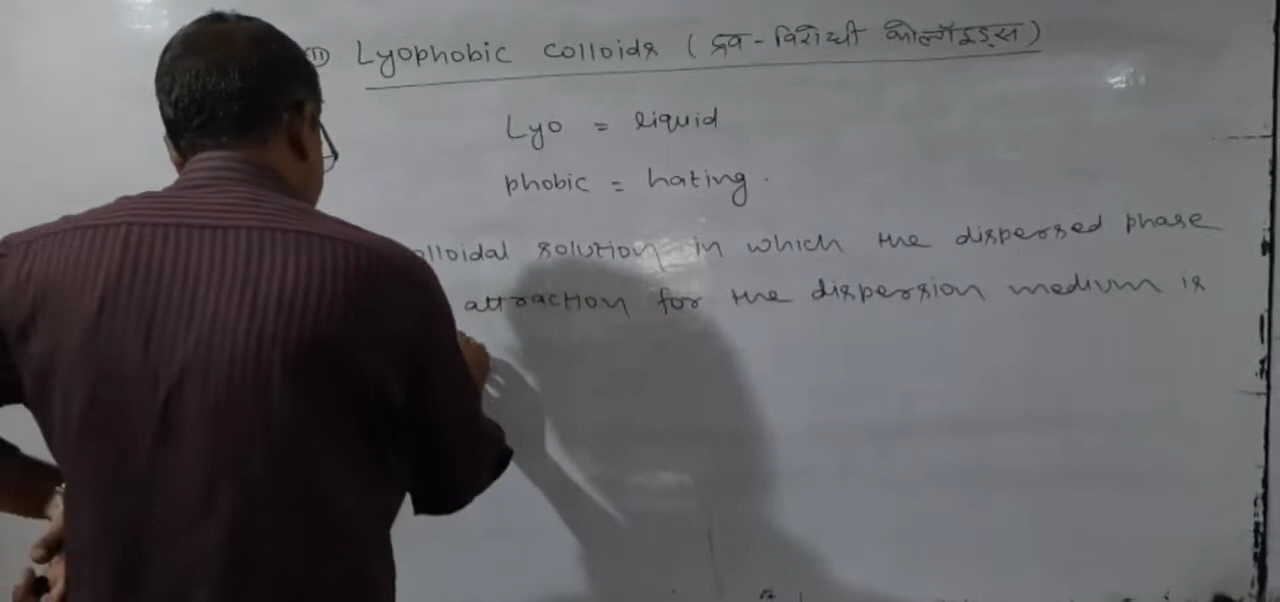 (ii) Lyophobic Colloids (द्रव-विरोधी कोलॉइड्स)
Lyo = liquid
phobic = hating.
olloidal solution in which the dispersed phase
attraction for the dispersion medium is